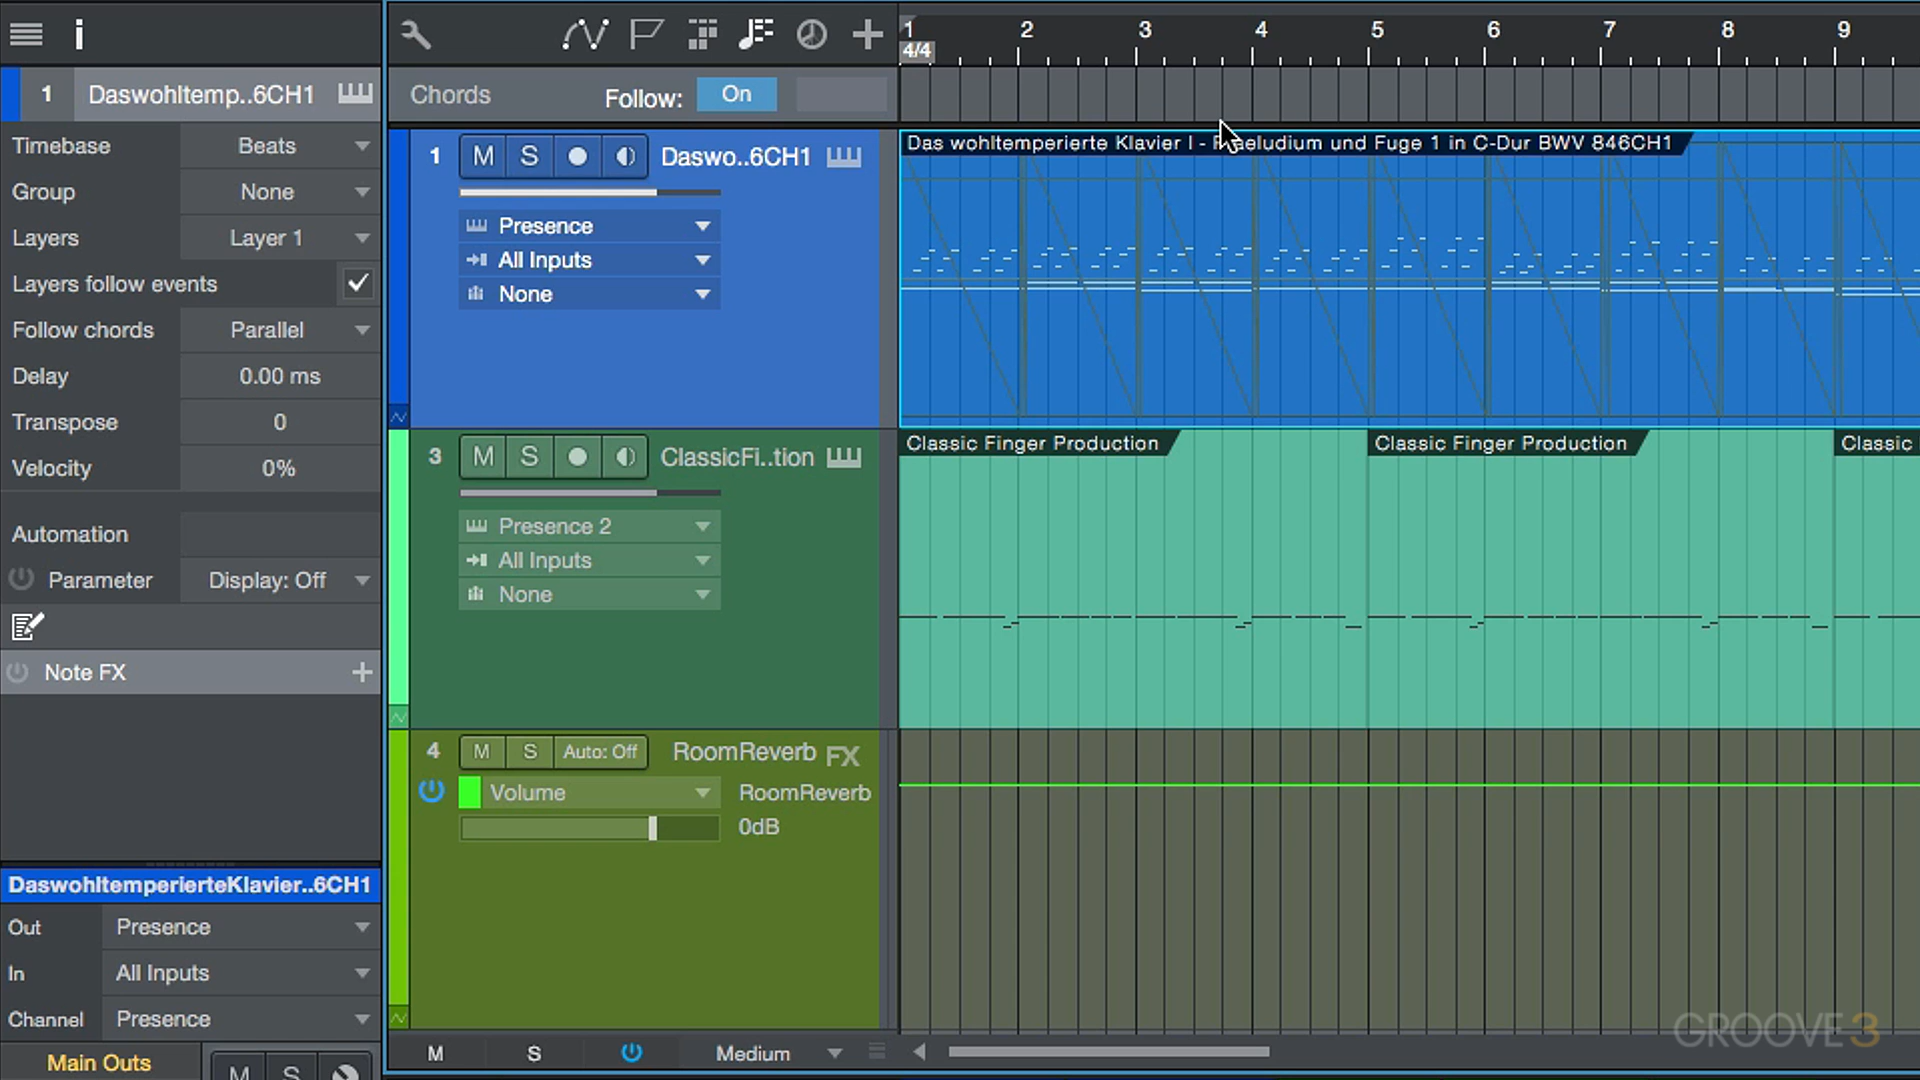 i
1 2 3 4 5 6 7 8 9
4/4
1 Daswohltemp..6CH1
Chords Follow: On
Timebase Beats
Group None
Layers Layer 1
Layers follow events
Follow chords Parallel
Delay 0.00 ms
Transpose 0
Velocity 0%
Automation
Parameter Display: Off
Note FX +
DaswohltemperierteKlavier..6CH1
Out Presence
In All Inputs
Channel Presence
Main Outs M S
1 M S Daswo..6CH1
Presence
All Inputs
None
Das wohltemperierte Klavier I - Praeludium und Fuge 1 in C-Dur BWV 846CH1
3 M S ClassicFi..tion
Presence 2
All Inputs
None
Classic Finger Production Classic Finger Production Classic
4 M S Auto: Off RoomReverb FX
Volume RoomReverb
0dB
M S Medium
GROOVE3